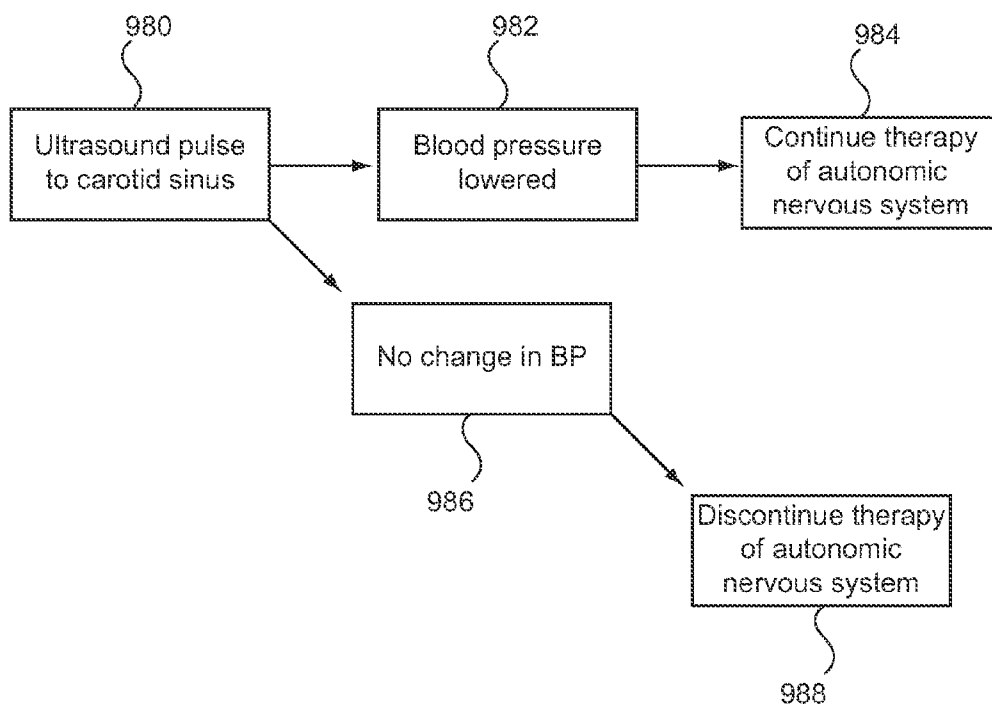 980
982
984
Ultrasound pulse
to carotid sinus
Blood pressure
lowered
Continue therapy
of autonomic
nervous system
No change in BP
986
Discontinue therapy
of autonomic
nervous system
988